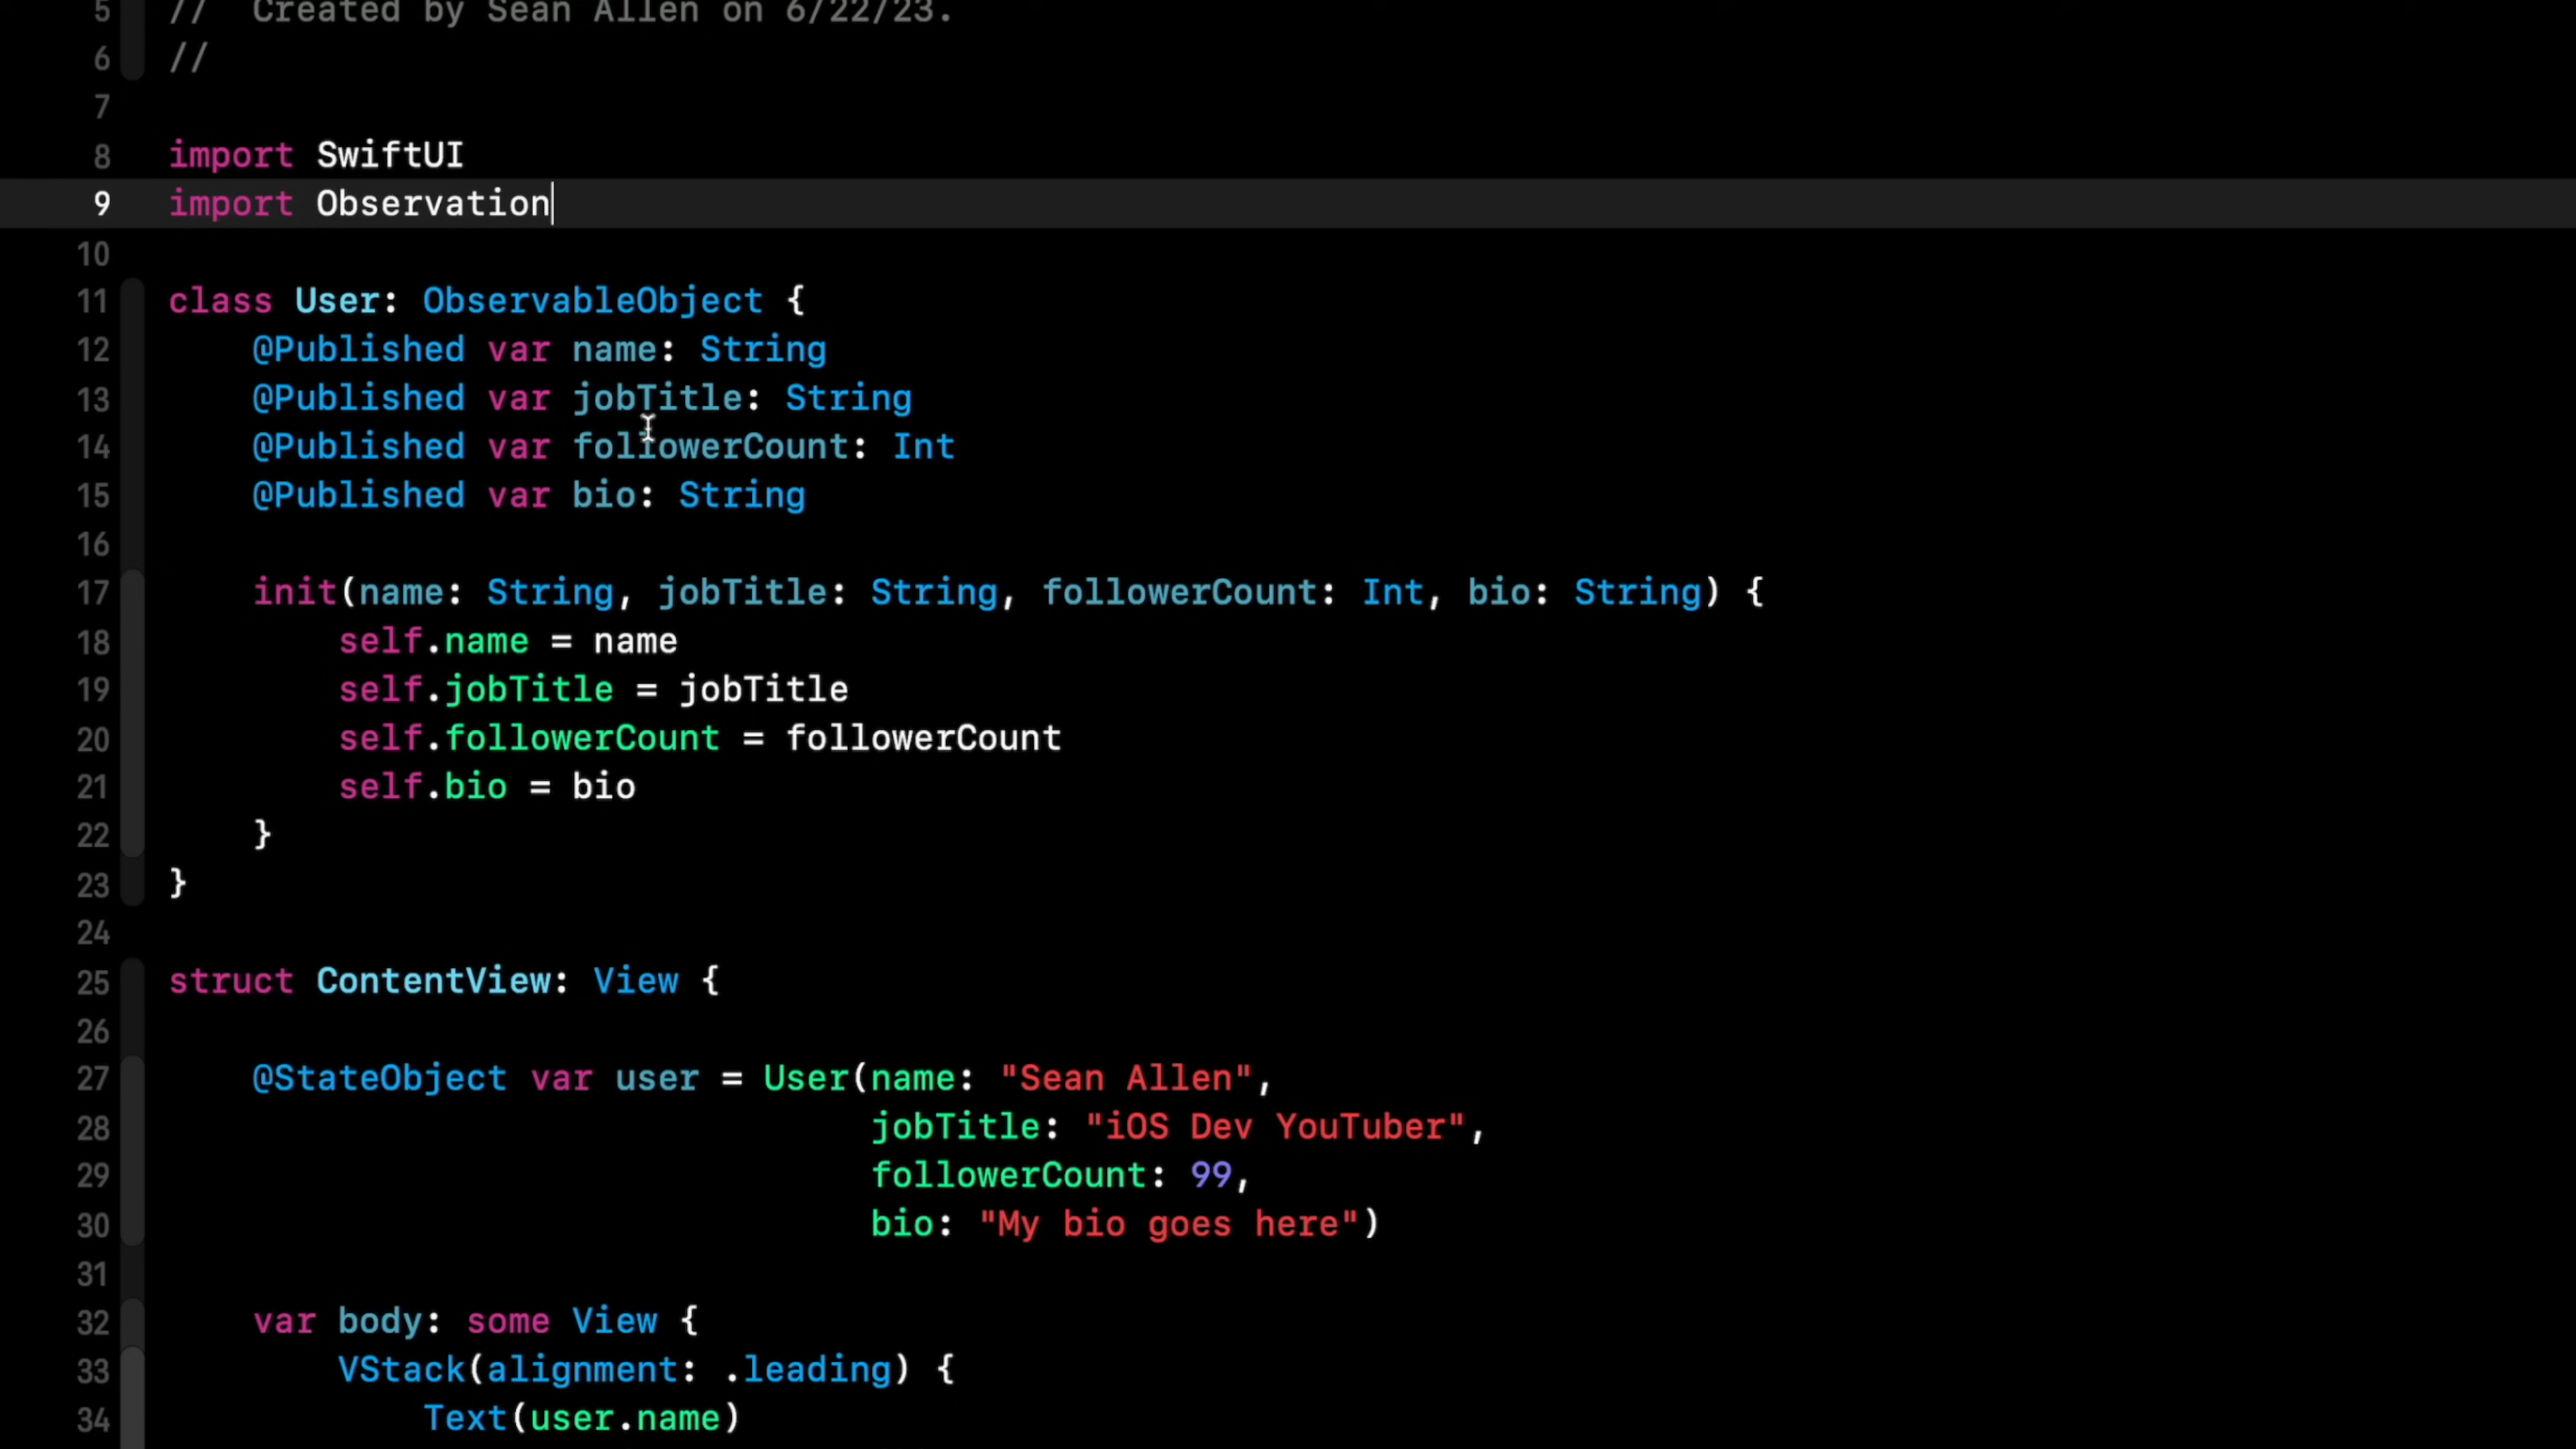 5 //  Created by Sean Allen on 6/22/23.
6 //
7
8 import SwiftUI
9 import Observation
10
11 class User: ObservableObject {
12     @Published var name: String
13     @Published var jobTitle: String
14     @Published var followerCount: Int
15     @Published var bio: String
16
17     init(name: String, jobTitle: String, followerCount: Int, bio: String) {
18         self.name = name
19         self.jobTitle = jobTitle
20         self.followerCount = followerCount
21         self.bio = bio
22     }
23 }
24
25 struct ContentView: View {
26
27     @StateObject var user = User(name: "Sean Allen",
28                                  jobTitle: "iOS Dev YouTuber",
29                                  followerCount: 99,
30                                  bio: "My bio goes here")
31
32     var body: some View {
33         VStack(alignment: .leading) {
34             Text(user.name)